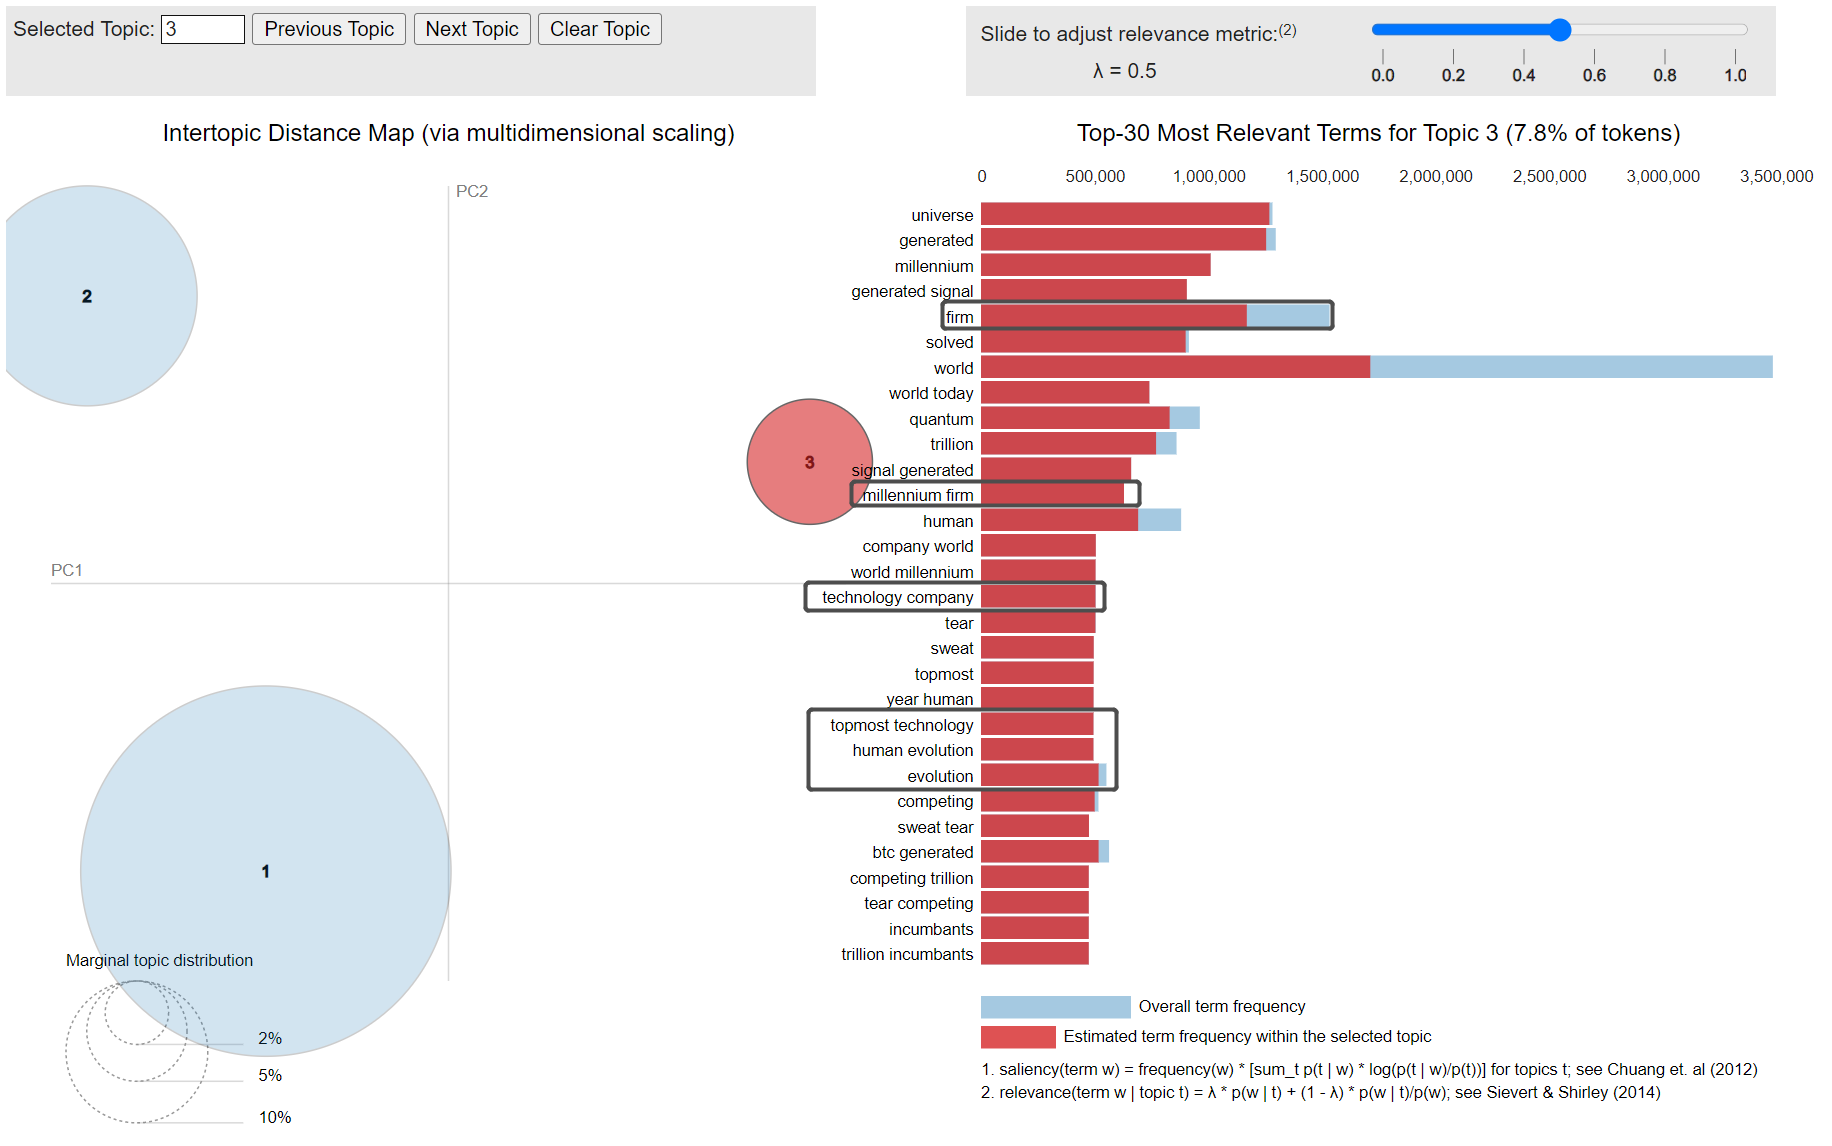 Selected Topic: 3 Previous Topic Next Topic Clear Topic
Slide to adjust relevance metric:(2)
λ = 0.5
0.0 0.2 0.4 0.6 0.8 1.0
Intertopic Distance Map (via multidimensional scaling)
PC2
2
3
PC1
1
Marginal topic distribution
2%
5%
10%
Top-30 Most Relevant Terms for Topic 3 (7.8% of tokens)
0 500,000 1,000,000 1,500,000 2,000,000 2,500,000 3,000,000 3,500,000
universe
generated
millennium
generated signal
firm
solved
world
world today
quantum
trillion
signal generated
millennium firm
human
company world
world millennium
technology company
tear
sweat
topmost
year human
topmost technology
human evolution
evolution
competing
sweat tear
btc generated
competing trillion
tear competing
incumbants
trillion incumbants
Overall term frequency
Estimated term frequency within the selected topic
1. saliency(term w) = frequency(w) * [sum_t p(t | w) * log(p(t | w)/p(t))] for topics t; see Chuang et. al (2012)
2. relevance(term w | topic t) = λ * p(w | t) + (1 - λ) * p(w | t)/p(w); see Sievert & Shirley (2014)